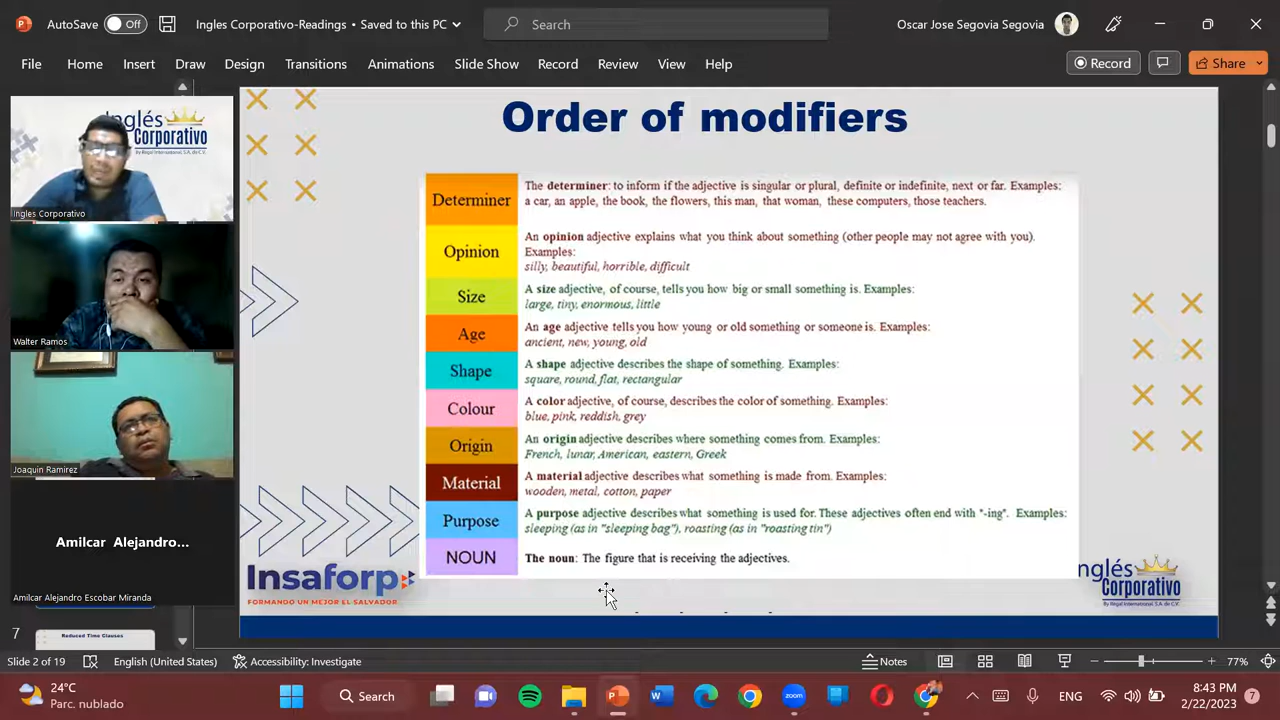 AutoSave Off Ingles Corporativo-Readings • Saved to this PC Search Oscar Jose Segovia Segovia
File Home Insert Draw Design Transitions Animations Slide Show Record Review View Help Record Share
Inglés
Corporativo
By Regal International, S.A. de C.V.
Ingles Corporativo
Walter Ramos
Joaquin Ramirez
Amilcar Alejandro...
Amilcar Alejandro Escobar Miranda
7
Reduced Time Clauses
Order of modifiers
Determiner
The determiner: to inform if the adjective is singular or plural, definite or indefinite, next or far. Examples:
a car, an apple, the book, the flowers, this man, that woman, these computers, those teachers.
Opinion
An opinion adjective explains what you think about something (other people may not agree with you).
Examples:
silly, beautiful, horrible, difficult
Size
A size adjective, of course, tells you how big or small something is. Examples:
large, tiny, enormous, little
Age
An age adjective tells you how young or old something or someone is. Examples:
ancient, new, young, old
Shape
A shape adjective describes the shape of something. Examples:
square, round, flat, rectangular
Colour
A color adjective, of course, describes the color of something. Examples:
blue, pink, reddish, grey
Origin
An origin adjective describes where something comes from. Examples:
French, lunar, American, eastern, Greek
Material
A material adjective describes what something is made from. Examples:
wooden, metal, cotton, paper
Purpose
A purpose adjective describes what something is used for. These adjectives often end with "-ing". Examples:
sleeping (as in "sleeping bag"), roasting (as in "roasting tin")
NOUN
The noun: The figure that is receiving the adjectives.
Insaforp
FORMANDO UN MEJOR EL SALVADOR
Inglés
Corporativo
By Regal International, S.A. de C.V.
Slide 2 of 19 English (United States) Accessibility: Investigate Notes 77%
24°C
Parc. nublado
Search
ENG
8:43 PM
2/22/2023
7